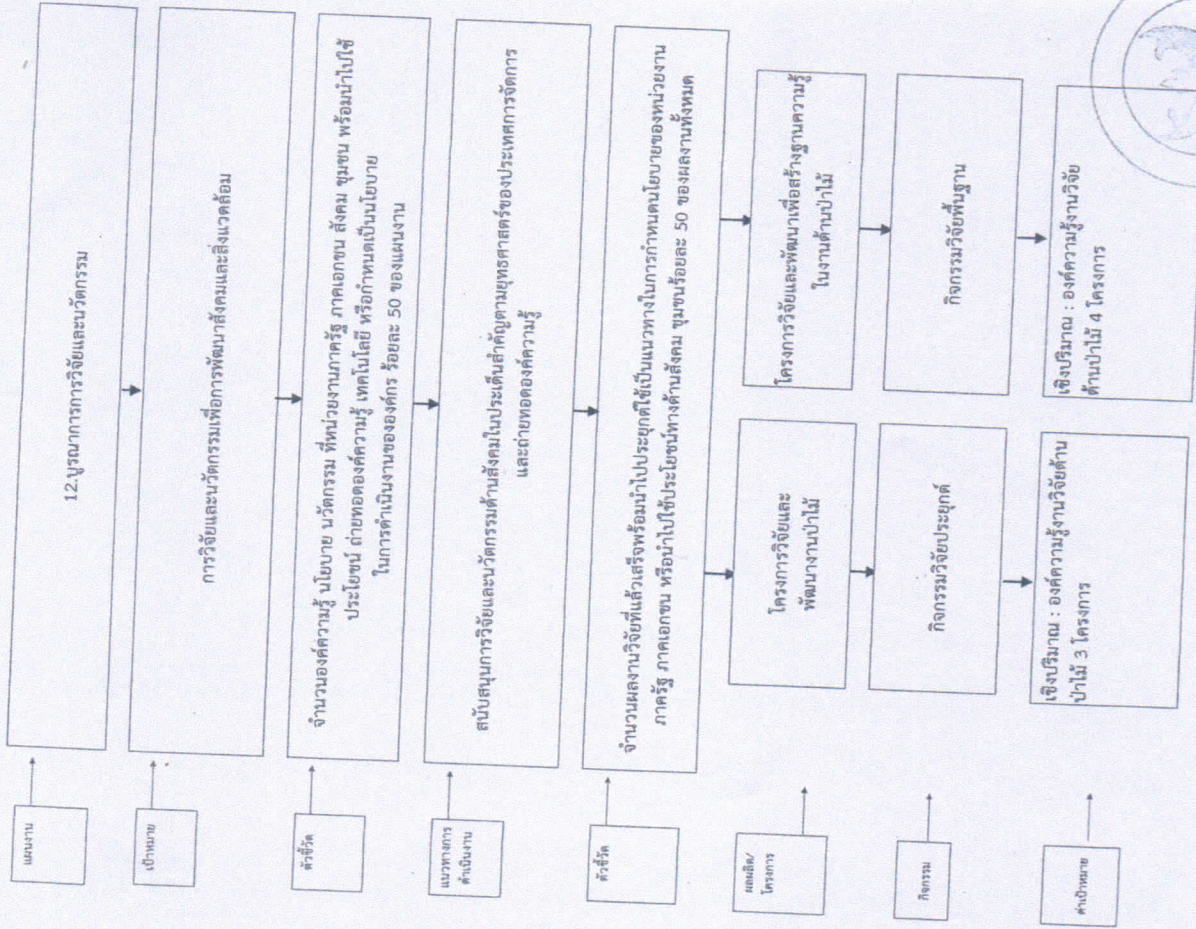 แผนงาน
12.บูรณาการการวิจัยและนวัตกรรม
เป้าหมาย
การวิจัยและนวัตกรรมเพื่อการพัฒนาสังคมและสิ่งแวดล้อม
ตัวชี้วัด
จำนวนองค์ความรู้ นโยบาย นวัตกรรม ที่หน่วยงานภาครัฐ ภาคเอกชน สังคม ชุมชน พร้อมนำไปใช้
ประโยชน์ ถ่ายทอดองค์ความรู้ เทคโนโลยี หรือกำหนดเป็นนโยบาย
ในการดำเนินงานขององค์กร ร้อยละ 50 ของแผนงาน
แนวทางการ
ดำเนินงาน
สนับสนุนการวิจัยและนวัตกรรมด้านสังคมในประเด็นสำคัญตามยุทธศาสตร์ของประเทศการจัดการ
และถ่ายทอดองค์ความรู้
ตัวชี้วัด
จำนวนผลงานวิจัยที่แล้วเสร็จพร้อมนำไปประยุกต์ใช้เป็นแนวทางในการกำหนดนโยบายของหน่วยงาน
ภาครัฐ ภาคเอกชน หรือนำไปใช้ประโยชน์ทางด้านสังคม ชุมชนร้อยละ 50 ของผลงานทั้งหมด
ผลผลิต/
โครงการ
โครงการวิจัยและ
พัฒนางานป่าไม้
โครงการวิจัยและพัฒนาเพื่อสร้างฐานความรู้
ในงานด้านป่าไม้
กิจกรรม
กิจกรรมวิจัยประยุกต์
กิจกรรมวิจัยพื้นฐาน
ค่าเป้าหมาย
เชิงปริมาณ : องค์ความรู้งานวิจัยด้าน
ป่าไม้ 3 โครงการ
เชิงปริมาณ : องค์ความรู้งานวิจัย
ด้านป่าไม้ 4 โครงการ